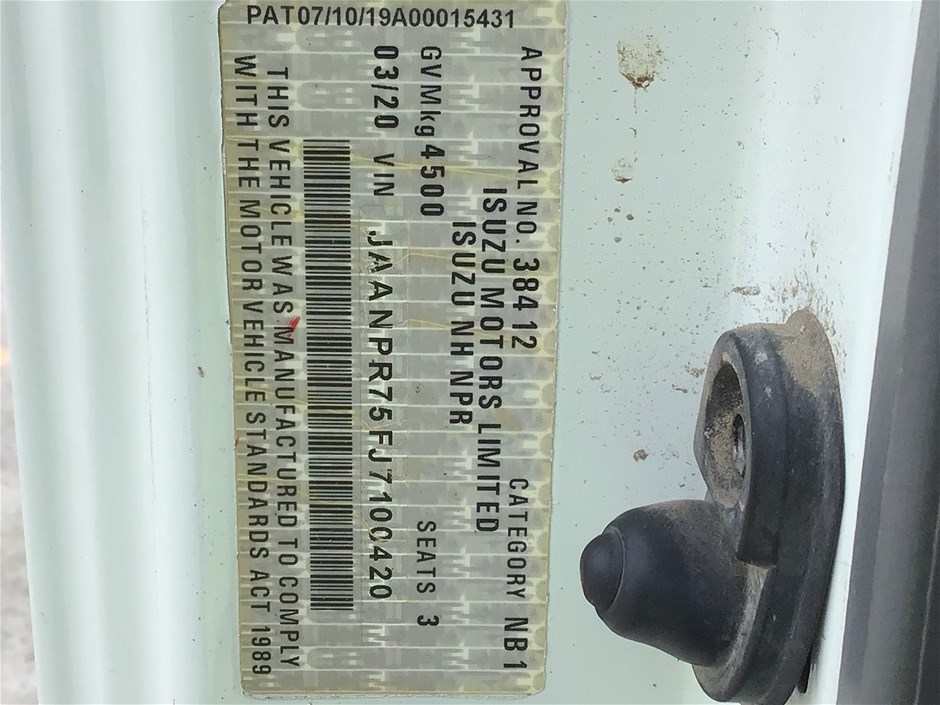 APPROVAL NO. 38412 CATEGORY NB1
ISUZU MOTORS LIMITED
ISUZU NH NPR
GVMkg 4500 SEATS 3
03/20 VIN JAANPR75FJ7100420
THIS VEHICLE WAS MANUFACTURED TO COMPLY
WITH THE MOTOR VEHICLE STANDARDS ACT 1989
PAT07/10/19A00015431